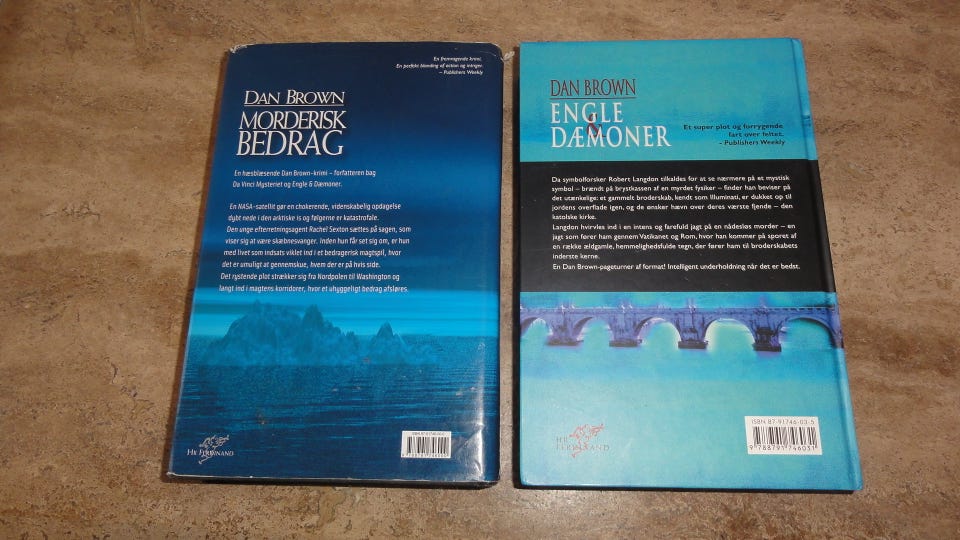 En fremragende krimi.
En perfekt blanding af action og intriger.
– Publishers Weekly
DAN BROWN
MORDERISK
BEDRAG
En hæsblæsende Dan Brown-krimi – forfatteren bag
Da Vinci Mysteriet og Engle & Dæmoner.
En NASA-satellit gør en chokerende, videnskabelig opdagelse
dybt nede i den arktiske is og følgerne er katastrofale.
Den unge efterretningsagent Rachel Sexton sættes på sagen, som
viser sig at være skæbnesvanger. Inden hun får set sig om, er hun
med livet som indsats viklet ind i et bedragerisk magtspil, hvor
det er umuligt at gennemskue, hvem der er på hvis side.
Det rystende plot strækker sig fra Nordpolen til Washington og
langt ind i magtens korridorer, hvor et uhyggeligt bedrag afsløres.
HR FERDINAND
DAN BROWN
ENGLE
&
DÆMONER
Et super plot og forrygende
fart over feltet.
- Publishers Weekly
Da symbolforsker Robert Langdon tilkaldes for at se nærmere på et mystisk
symbol – brændt på brystkassen af en myrdet fysiker – finder han beviser på
det utænkelige: et gammelt broderskab, kendt som Illuminati, er dukket op til
jordens overflade igen, og de ønsker hævn over deres værste fjende – den
katolske kirke.
Langdon hvirvles ind i en intens og farefuld jagt på en nådesløs morder – en
jagt som fører ham gennem Vatikanet og Rom, hvor han kommer på sporet af
en række ældgamle, hemmelighedsfulde tegn, der fører ham til broderskabets
inderste kerne.
En Dan Brown-pageturner af format! Intelligent underholdning når det er bedst.
HR FERDINAND
ISBN 87-91746-03-5
9 788791 746031